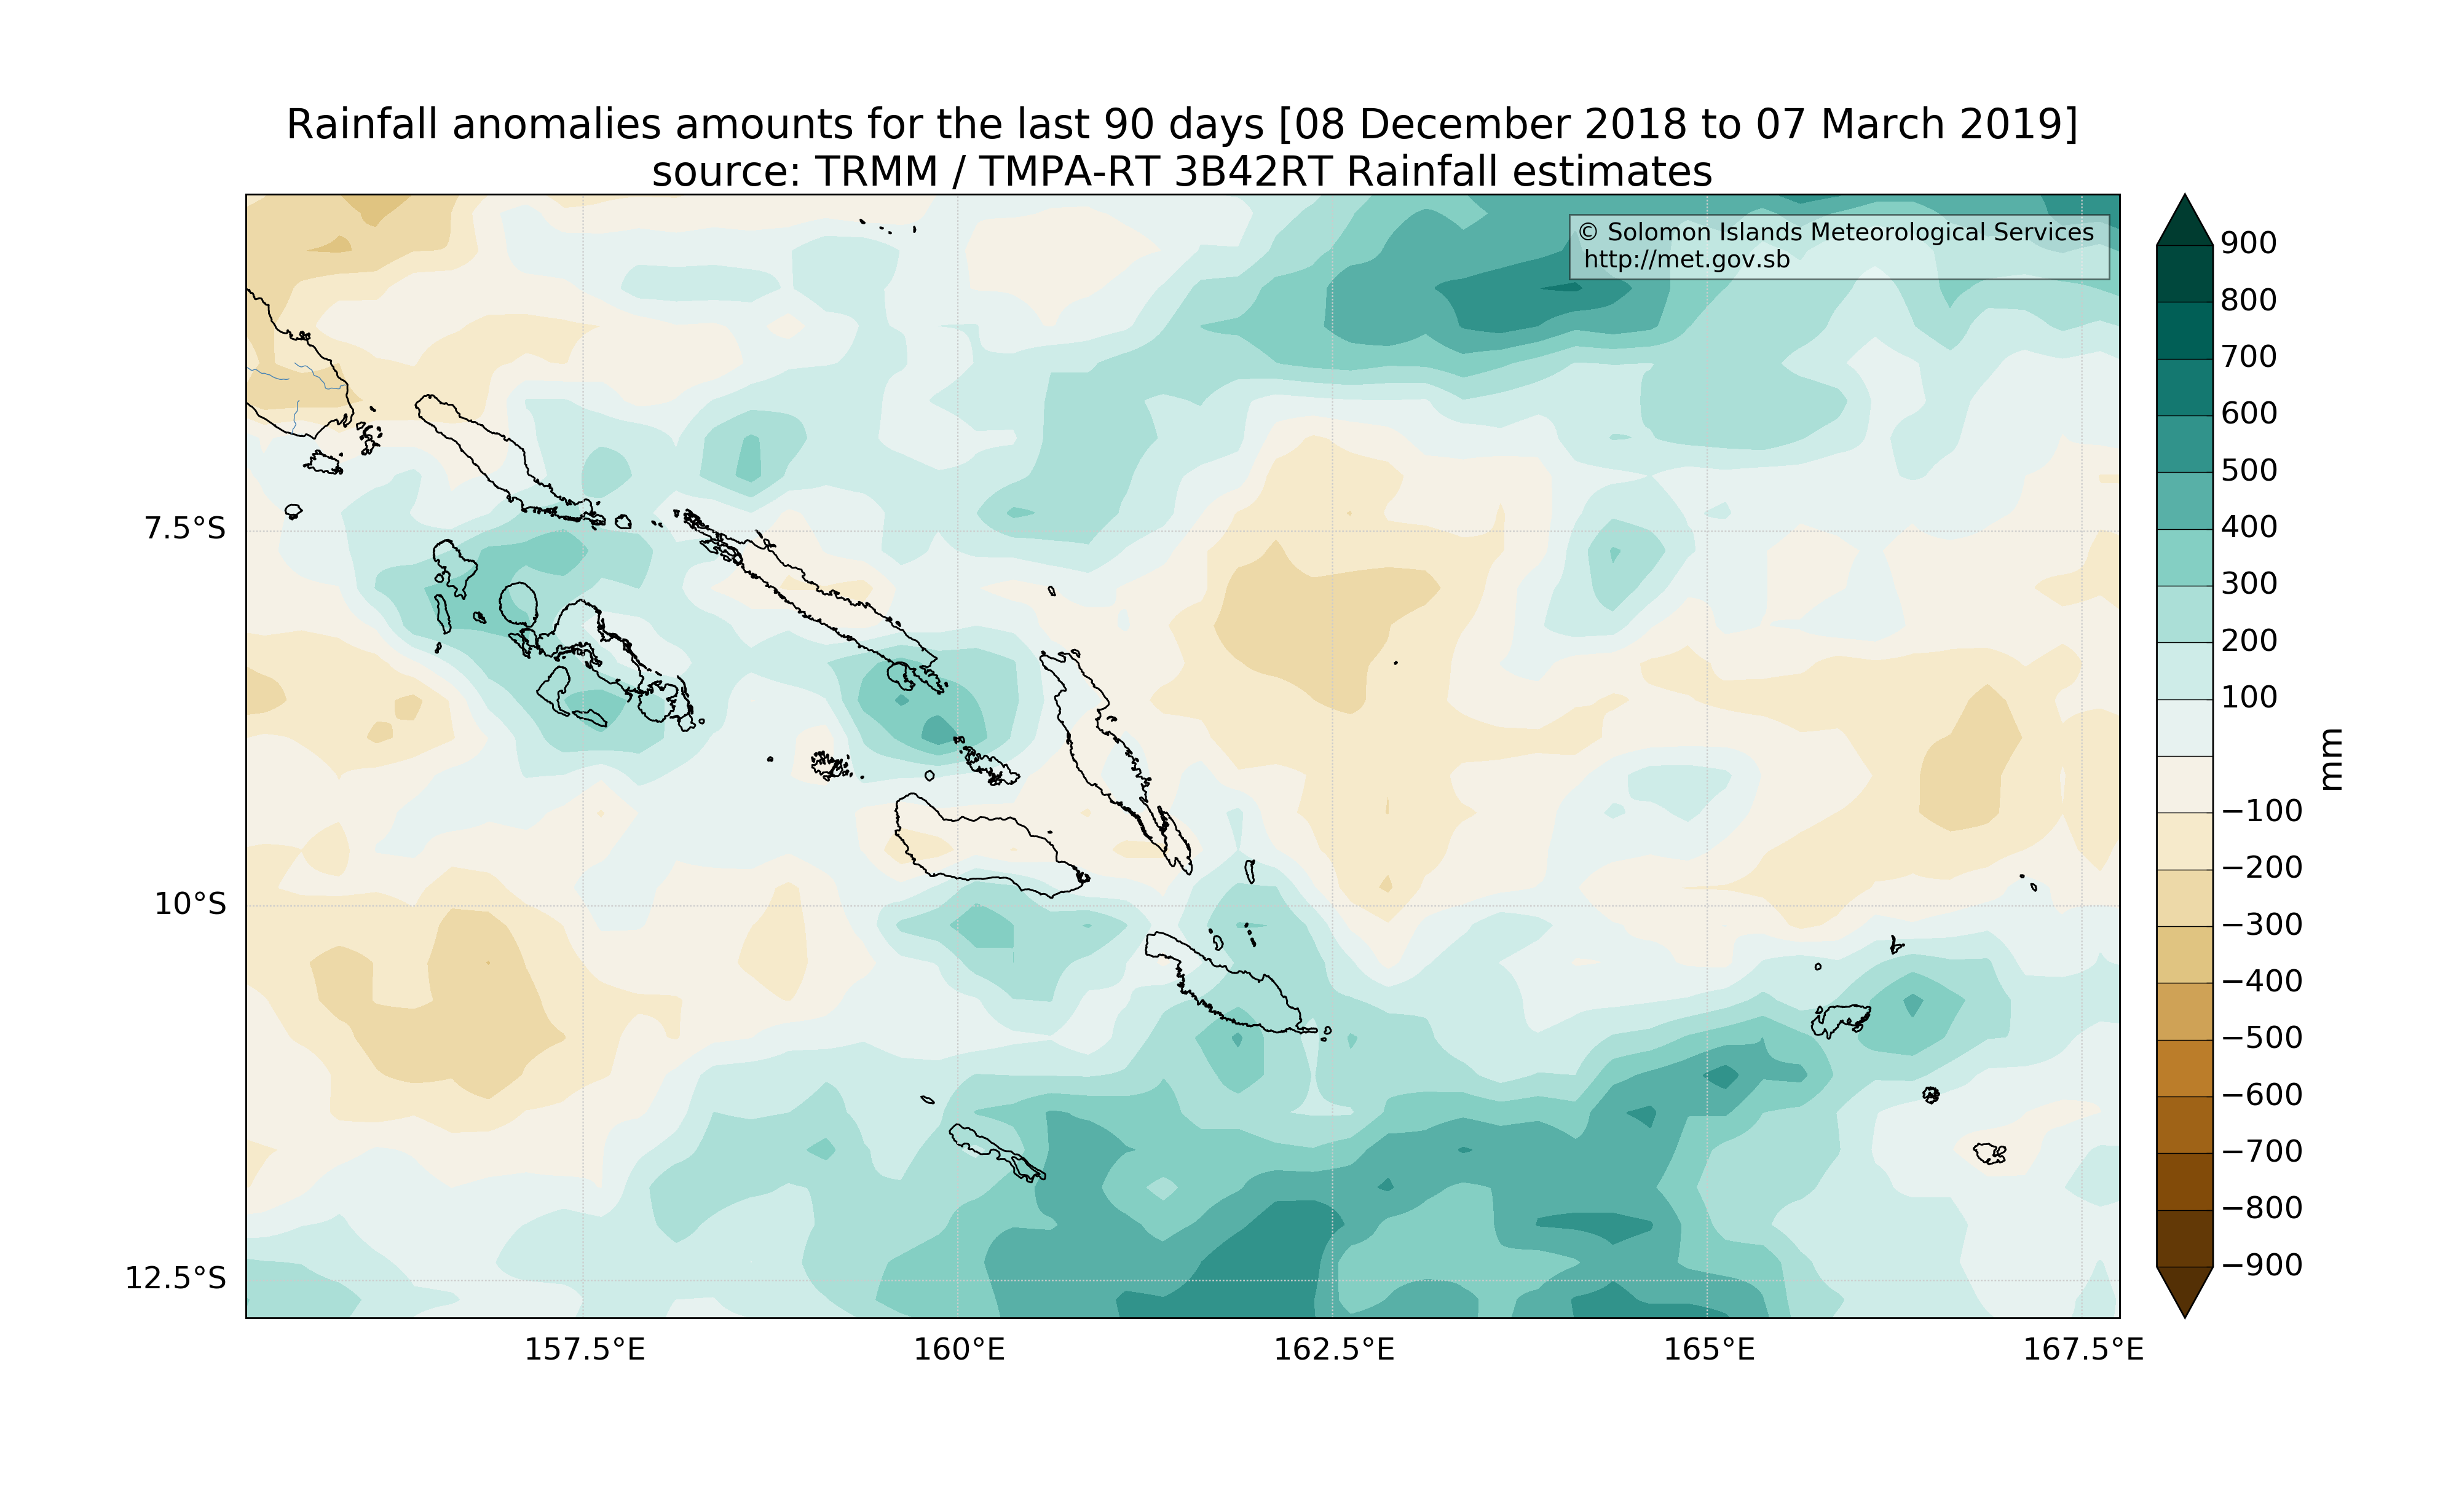 Rainfall anomalies amounts for the last 90 days [08 December 2018 to 07 March 2019]
source: TRMM / TMPA-RT 3B42RT Rainfall estimates
© Solomon Islands Meteorological Services
http://met.gov.sb
7.5°S
10°S
12.5°S
157.5°E
160°E
162.5°E
165°E
167.5°E
900
800
700
600
500
400
300
200
100
−100
−200
−300
−400
−500
−600
−700
−800
−900
mm